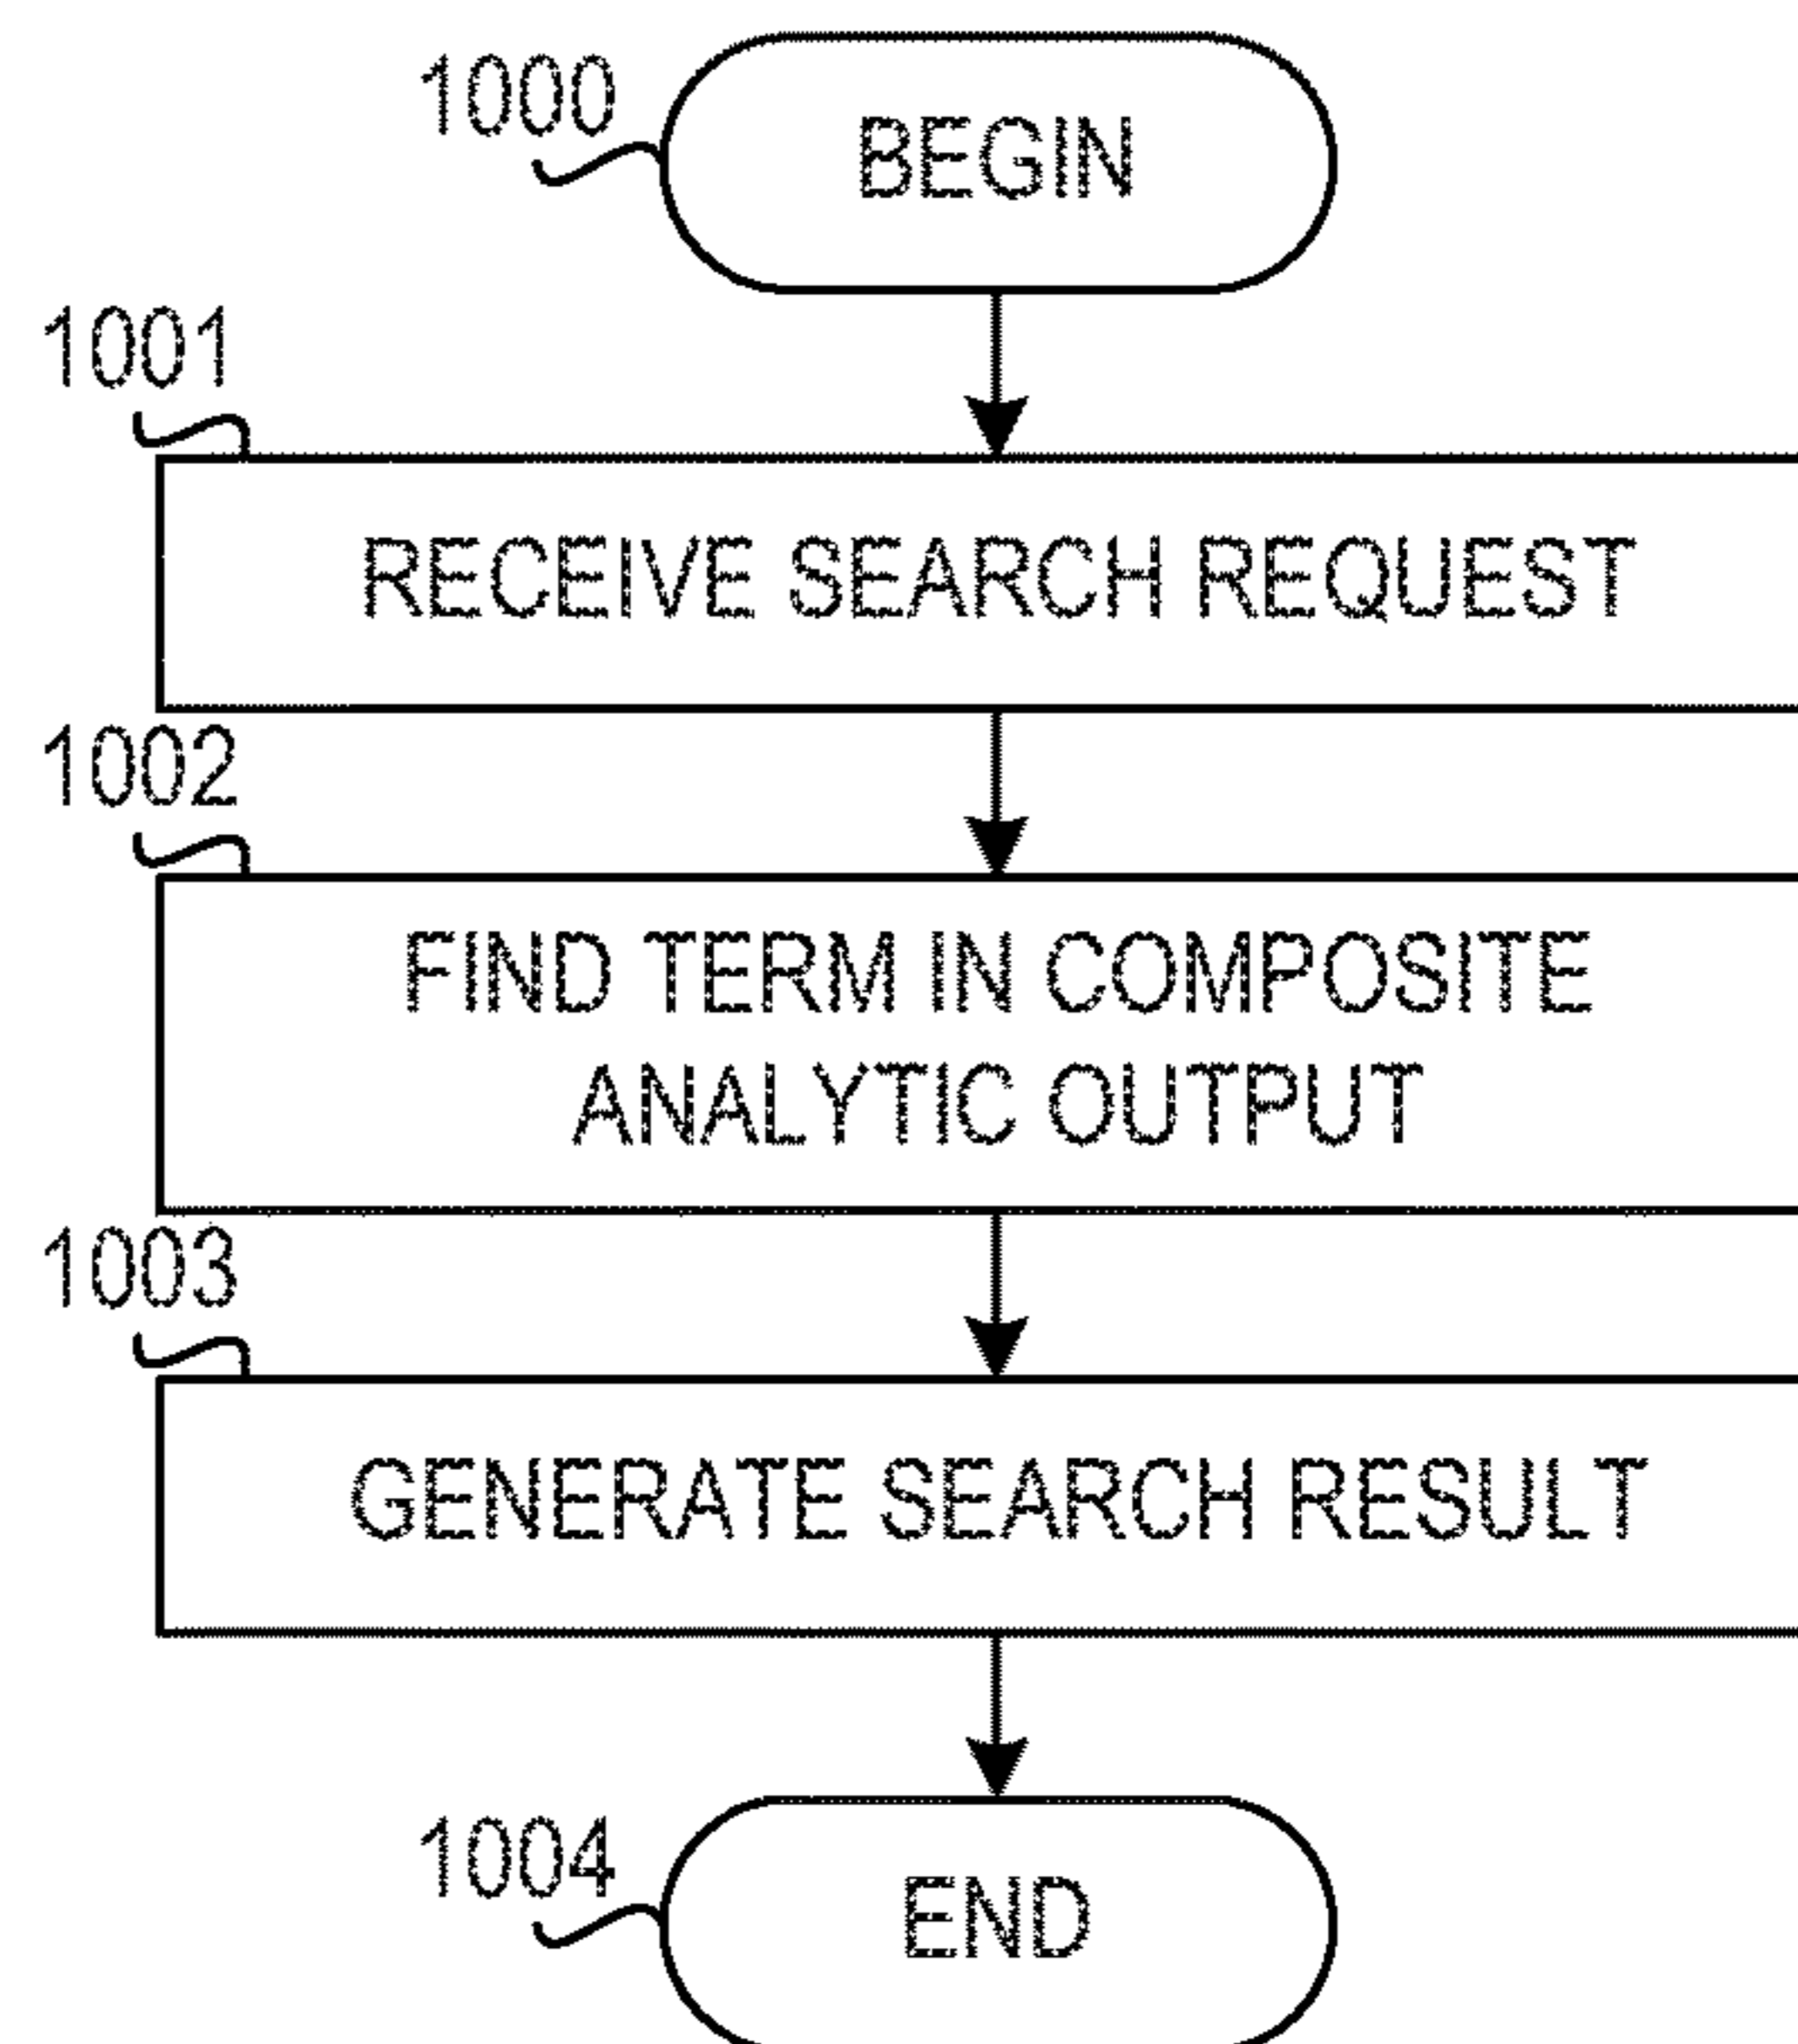 1000
BEGIN
1001
RECEIVE SEARCH REQUEST
1002
FIND TERM IN COMPOSITE
ANALYTIC OUTPUT
1003
GENERATE SEARCH RESULT
1004
END